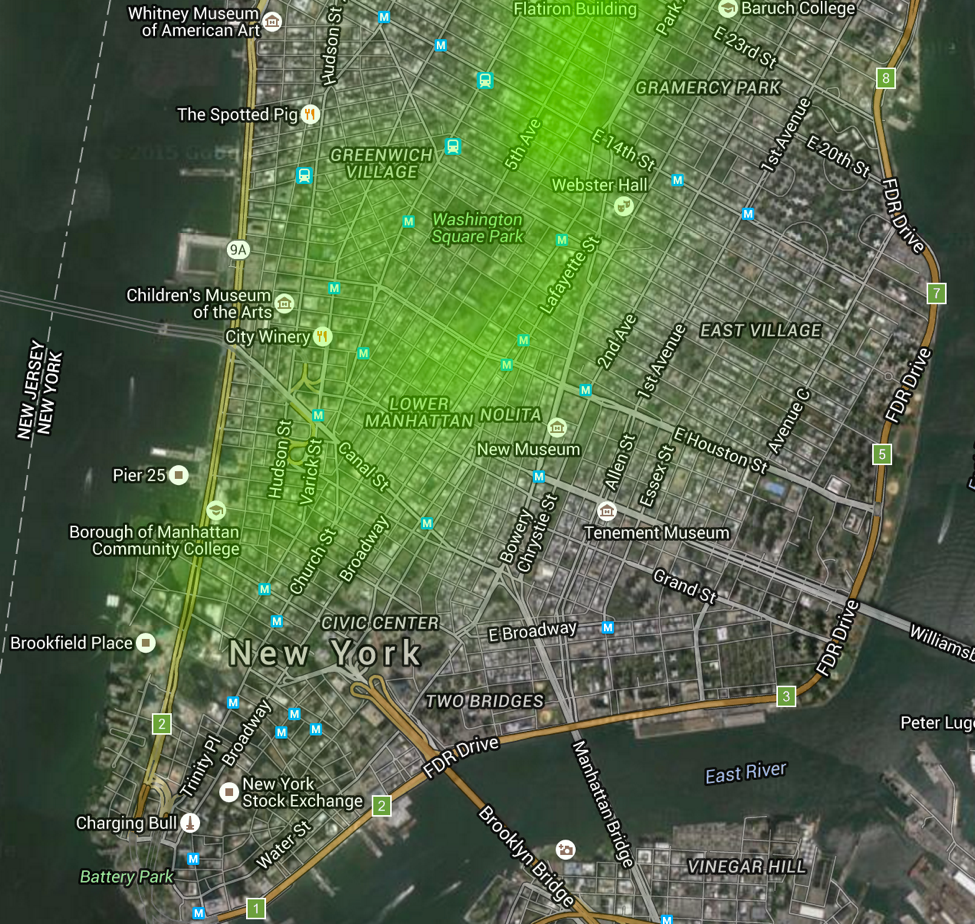 Whitney Museum
of American Art
Hudson St
Flatiron Building
Baruch College
E 23rd St
8
GRAMERCY PARK
The Spotted Pig
5th Ave
E 14th St
1st Avenue
E 20th St
GREENWICH
VILLAGE
Webster Hall
FDR Drive
Washington
Square Park
9A
Lafayette St
Children's Museum
of the Arts
7
City Winery
2nd Ave
1st Avenue
EAST VILLAGE
NEW JERSEY
NEW YORK
FDR Drive
LOWER
MANHATTAN
NOLITA
Avenue C
New Museum
E Houston St
Hudson St
Varick St
Canal St
Allen St
Essex St
5
Pier 25
Borough of Manhattan
Community College
Church St
Broadway
Bowery
Chrystie St
Tenement Museum
Grand St
CIVIC CENTER
E Broadway
FDR Drive
Brookfield Place
New York
Williamsb
TWO BRIDGES
3
2
Trinity Pl
Broadway
FDR Drive
Peter Lug
East River
Manhattan Bridge
New York
Stock Exchange
2
Charging Bull
Water St
Brooklyn Bridge
VINEGAR HILL
Battery Park
1